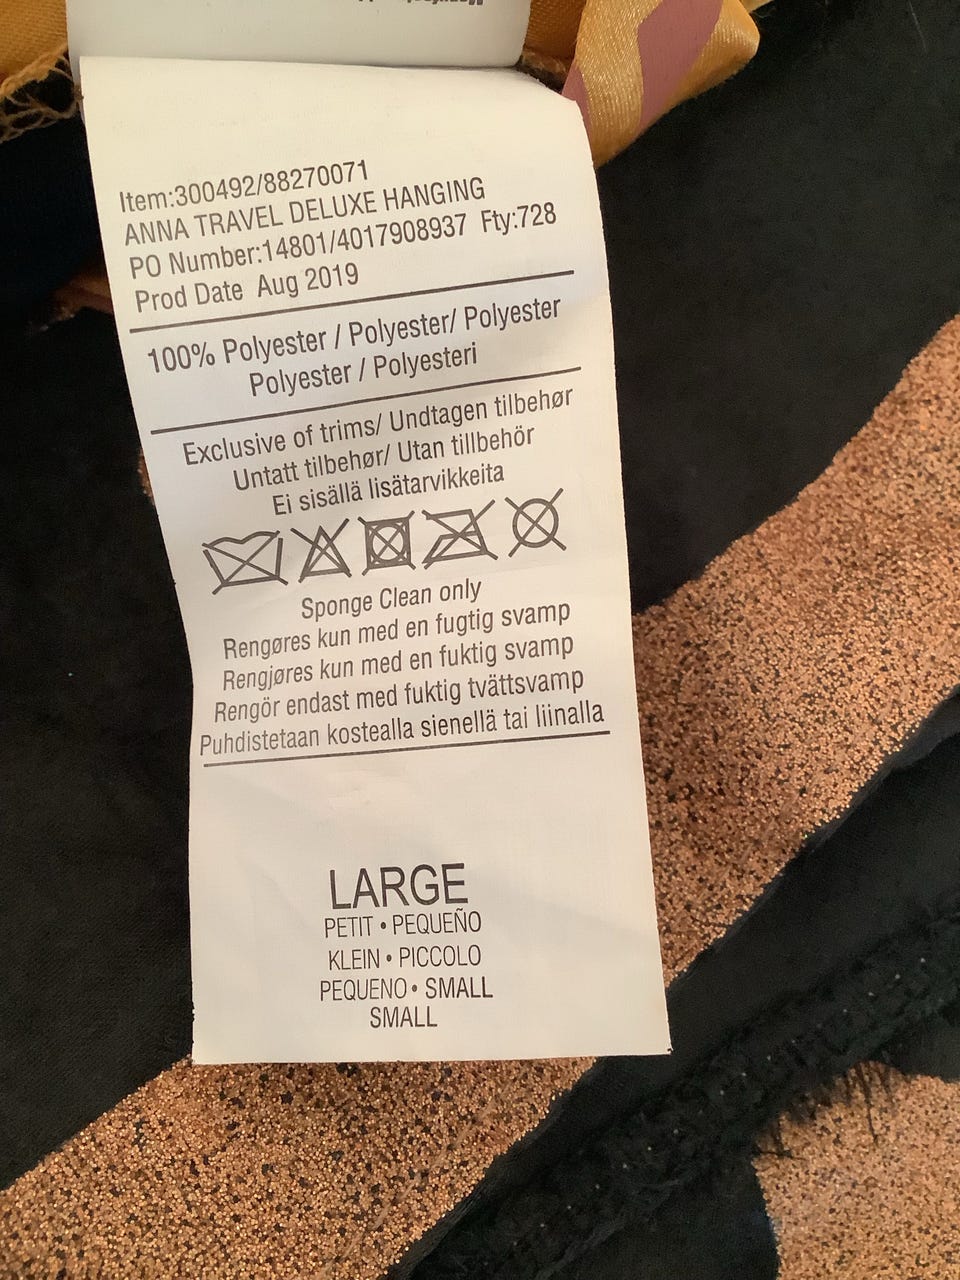 Item:300492/88270071
ANNA TRAVEL DELUXE HANGING
PO Number:14801/4017908937 Fty:728
Prod Date Aug 2019
100% Polyester / Polyester/ Polyester
Polyester / Polyesteri
Exclusive of trims/ Undtagen tilbehør
Untatt tilbehør/ Utan tillbehör
Ei sisällä lisätarvikkeita
Sponge Clean only
Rengøres kun med en fugtig svamp
Rengjøres kun med en fuktig svamp
Rengör endast med fuktig tvättsvamp
Puhdistetaan kostealla sienellä tai liinalla
LARGE
PETIT • PEQUEÑO
KLEIN • PICCOLO
PEQUENO • SMALL
SMALL